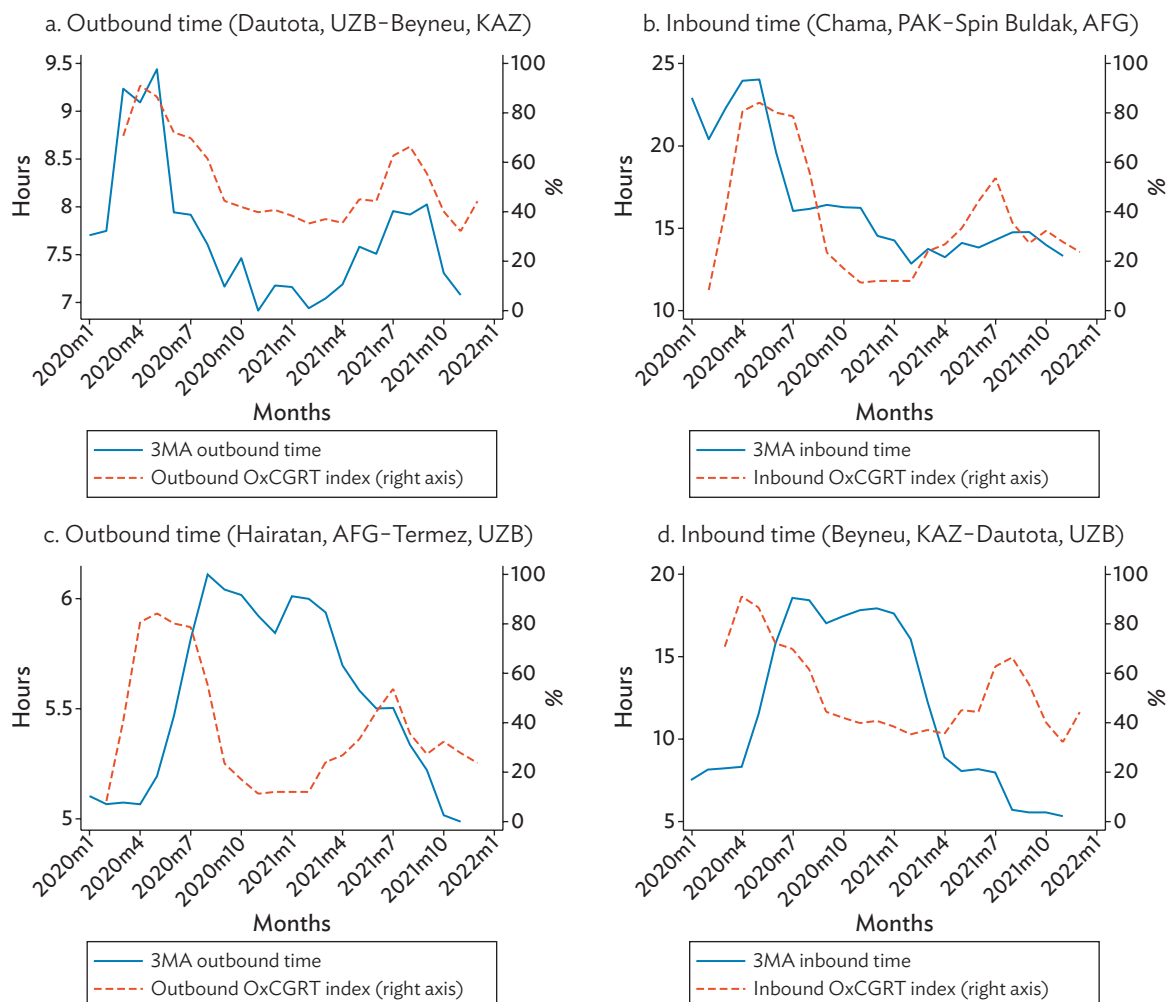 a. Outbound time (Dautota, UZB–Beyneu, KAZ)
9.5
9
8.5
8
7.5
7
Hours
100
80
60
40
20
0
%
2020m1
2020m4
2020m7
2020m10
2021m1
2021m4
2021m7
2021m10
2022m1
Months
3MA outbound time
Outbound OxCGRT index (right axis)
b. Inbound time (Chama, PAK–Spin Buldak, AFG)
25
20
15
10
Hours
100
80
60
40
20
0
%
2020m1
2020m4
2020m7
2020m10
2021m1
2021m4
2021m7
2021m10
2022m1
Months
3MA inbound time
Inbound OxCGRT index (right axis)
c. Outbound time (Hairatan, AFG–Termez, UZB)
6
5.5
5
Hours
100
80
60
40
20
0
%
2020m1
2020m4
2020m7
2020m10
2021m1
2021m4
2021m7
2021m10
2022m1
Months
3MA outbound time
Outbound OxCGRT index (right axis)
d. Inbound time (Beyneu, KAZ–Dautota, UZB)
20
15
10
5
Hours
100
80
60
40
20
0
%
2020m1
2020m4
2020m7
2020m10
2021m1
2021m4
2021m7
2021m10
2022m1
Months
3MA inbound time
Inbound OxCGRT index (right axis)